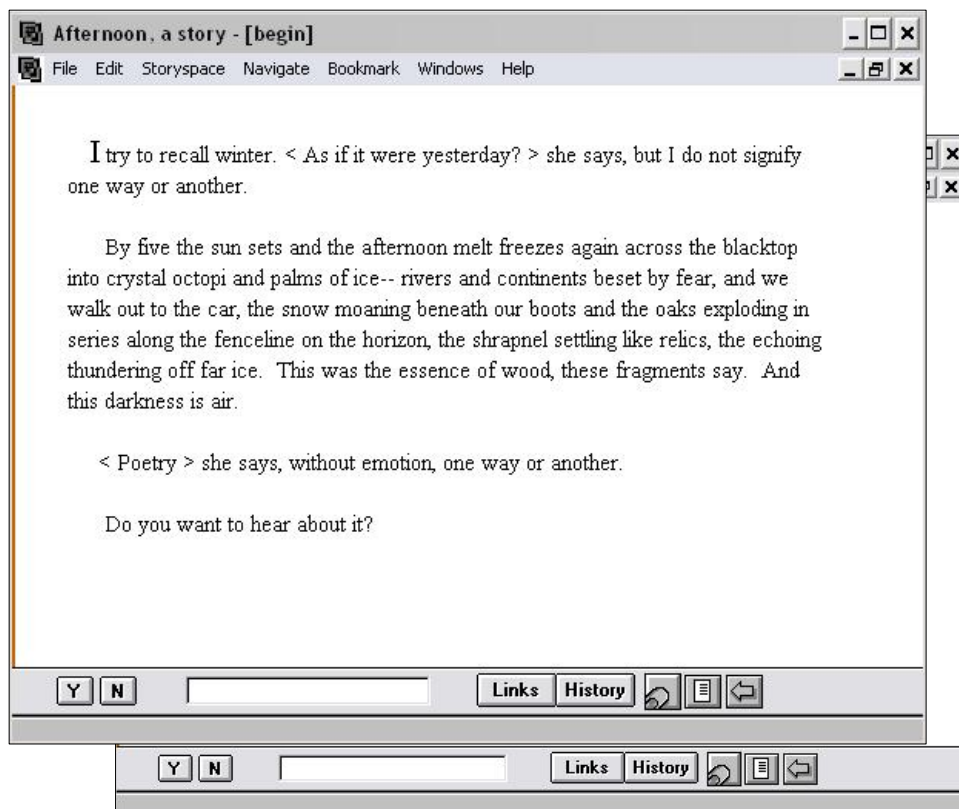 Afternoon, a story - [begin]
File Edit Storyspace Navigate Bookmark Windows Help
I try to recall winter. < As if it were yesterday? > she says, but I do not signify
one way or another.
By five the sun sets and the afternoon melt freezes again across the blacktop
into crystal octopi and palms of ice-- rivers and continents beset by fear, and we
walk out to the car, the snow moaning beneath our boots and the oaks exploding in
series along the fenceline on the horizon, the shrapnel settling like relics, the echoing
thundering off far ice. This was the essence of wood, these fragments say. And
this darkness is air.
< Poetry > she says, without emotion, one way or another.
Do you want to hear about it?
Y N Links History
Y N Links History